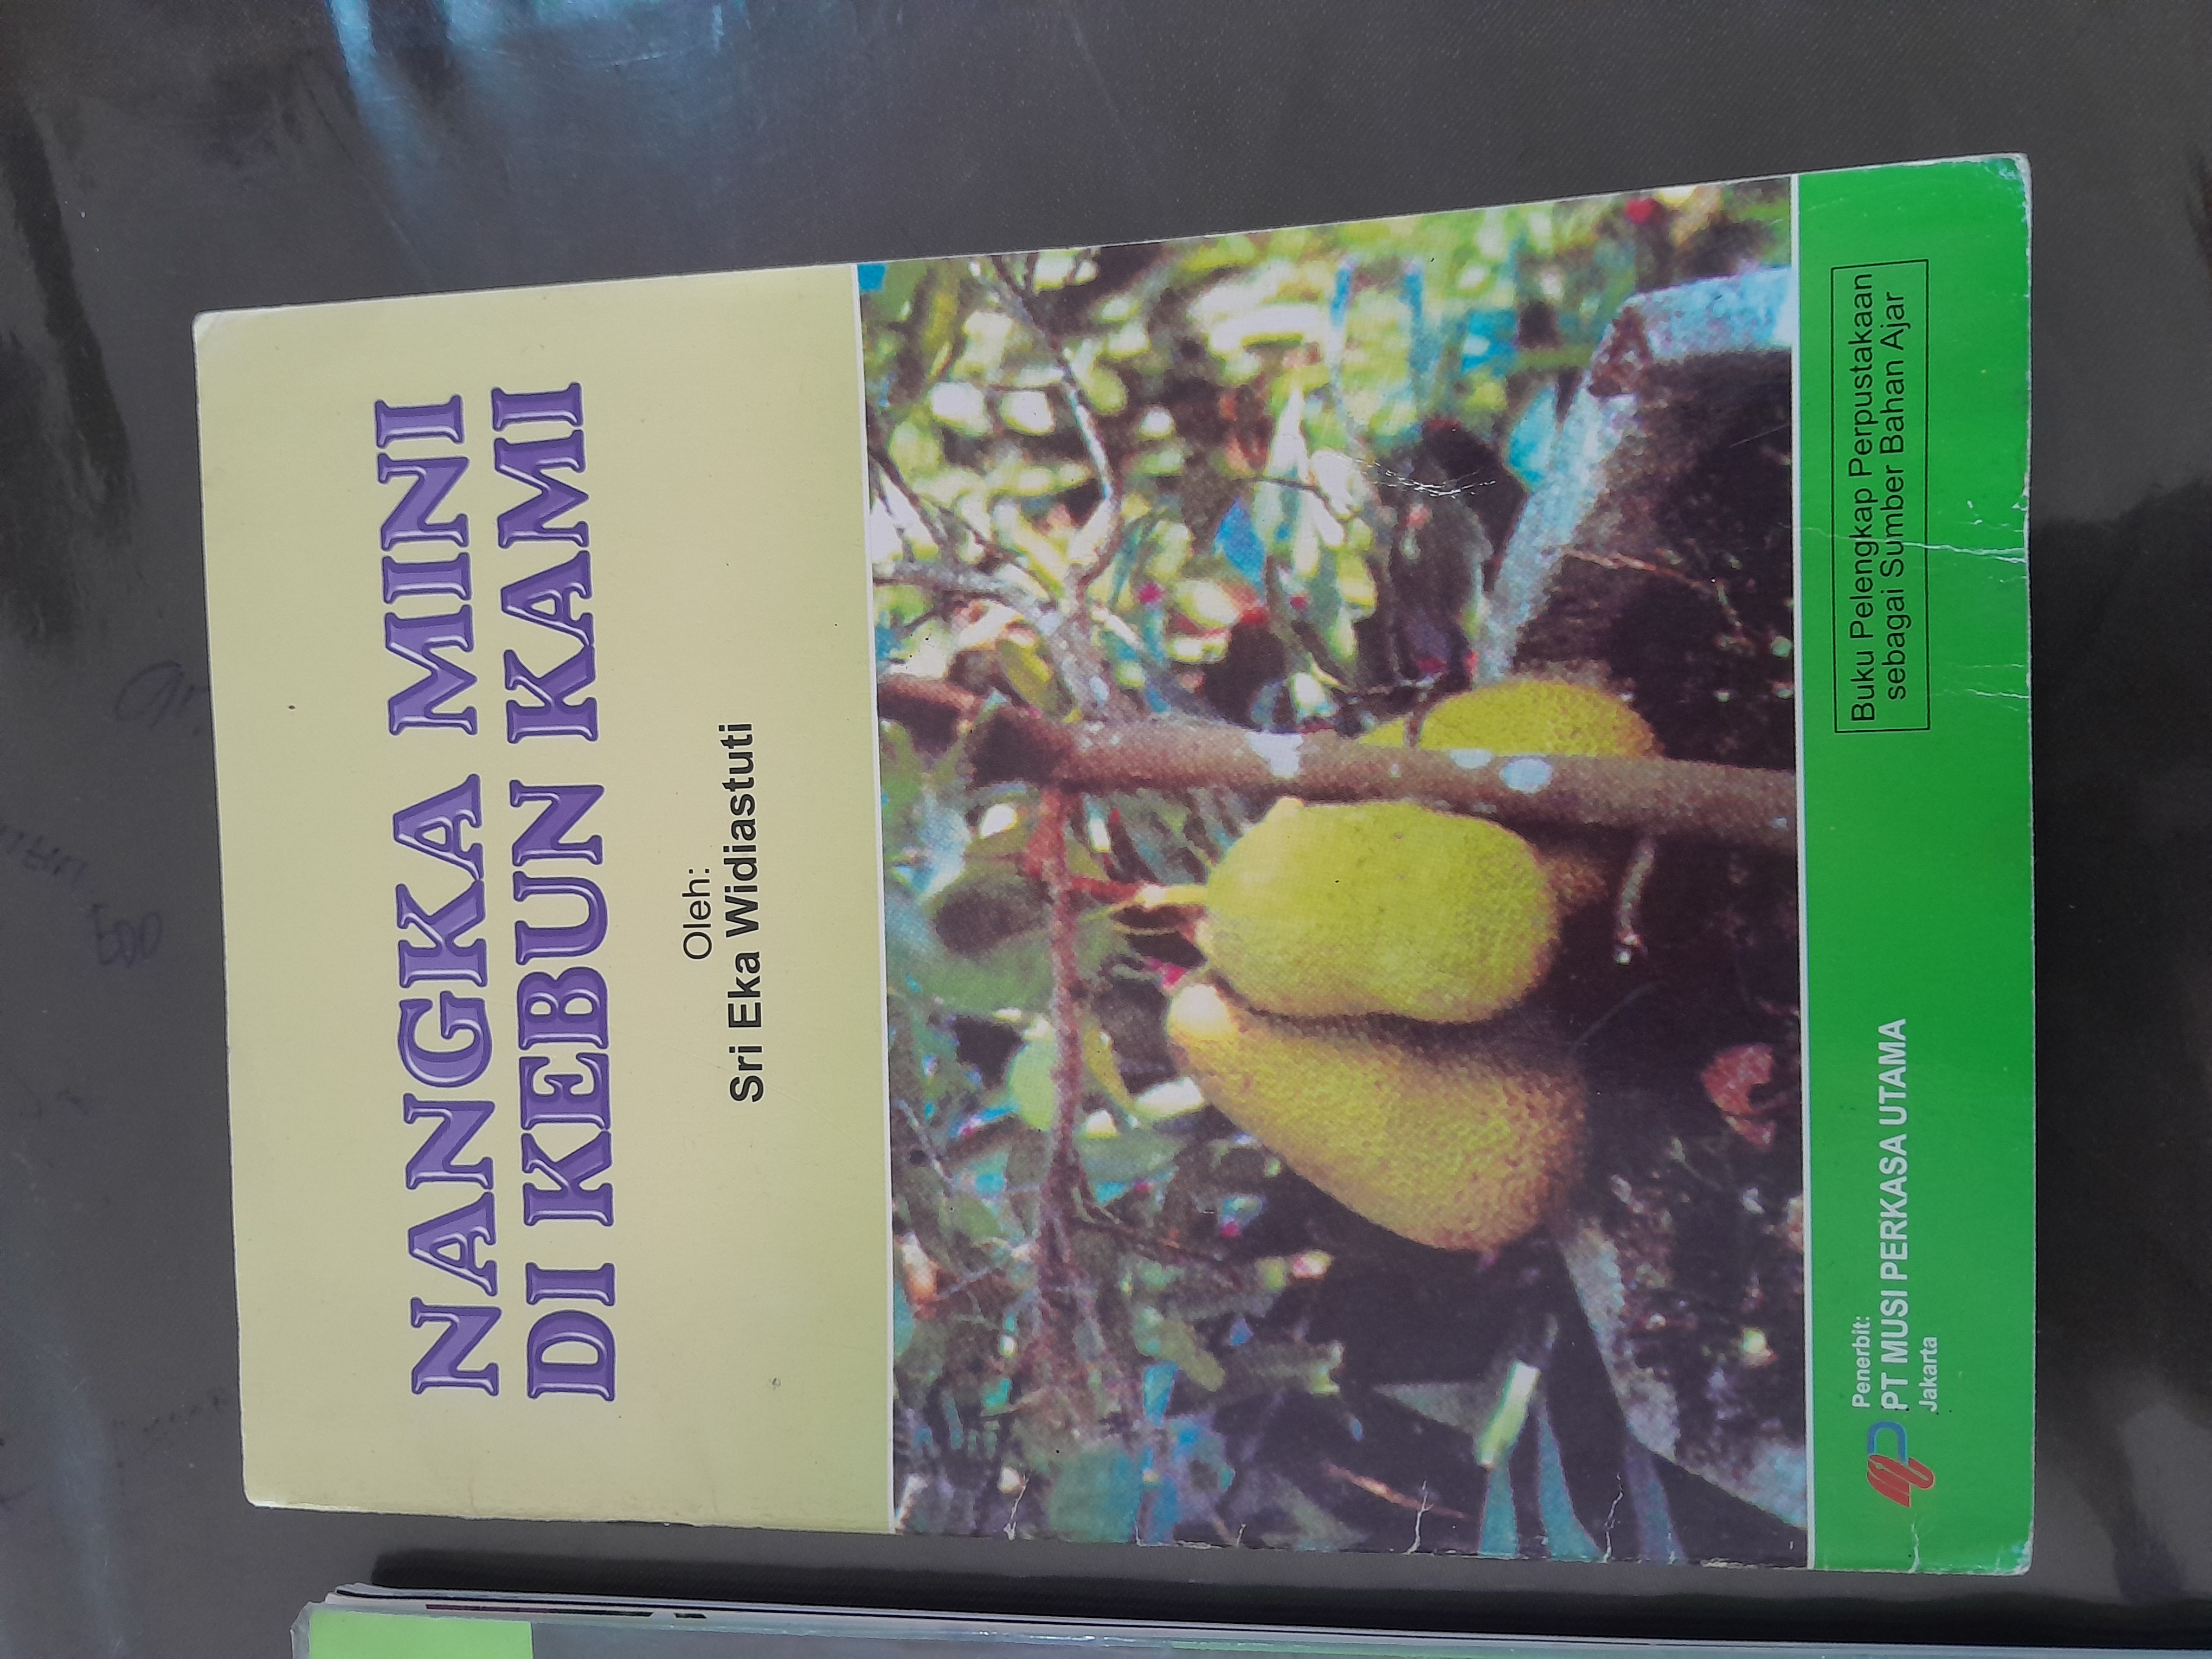 NANGKA MINI
DI KEBUN KAMI
Oleh:
Sri Eka Widiastuti
Penerbit:
PT MUSI PERKASA UTAMA
Jakarta
Buku Pelengkap Perpustakaan
sebagai Sumber Bahan Ajar
EDO